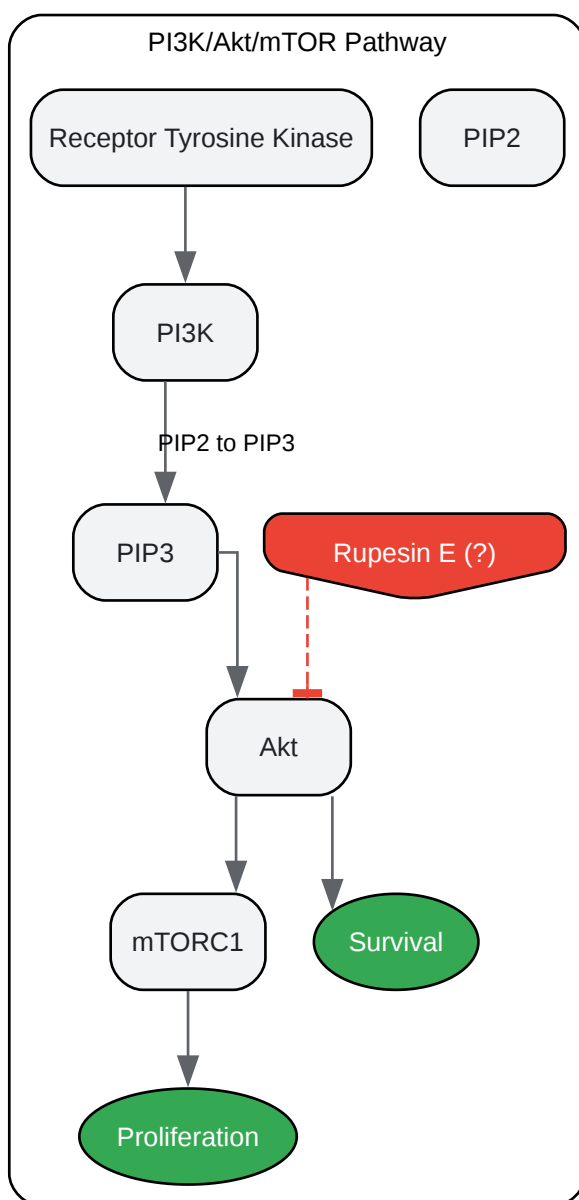 PI3K/Akt/mTOR Pathway
Receptor Tyrosine Kinase
PIP2
PI3K
PIP2 to PIP3
PIP3
Rupesin E (?)
Akt
mTORC1
Survival
Proliferation